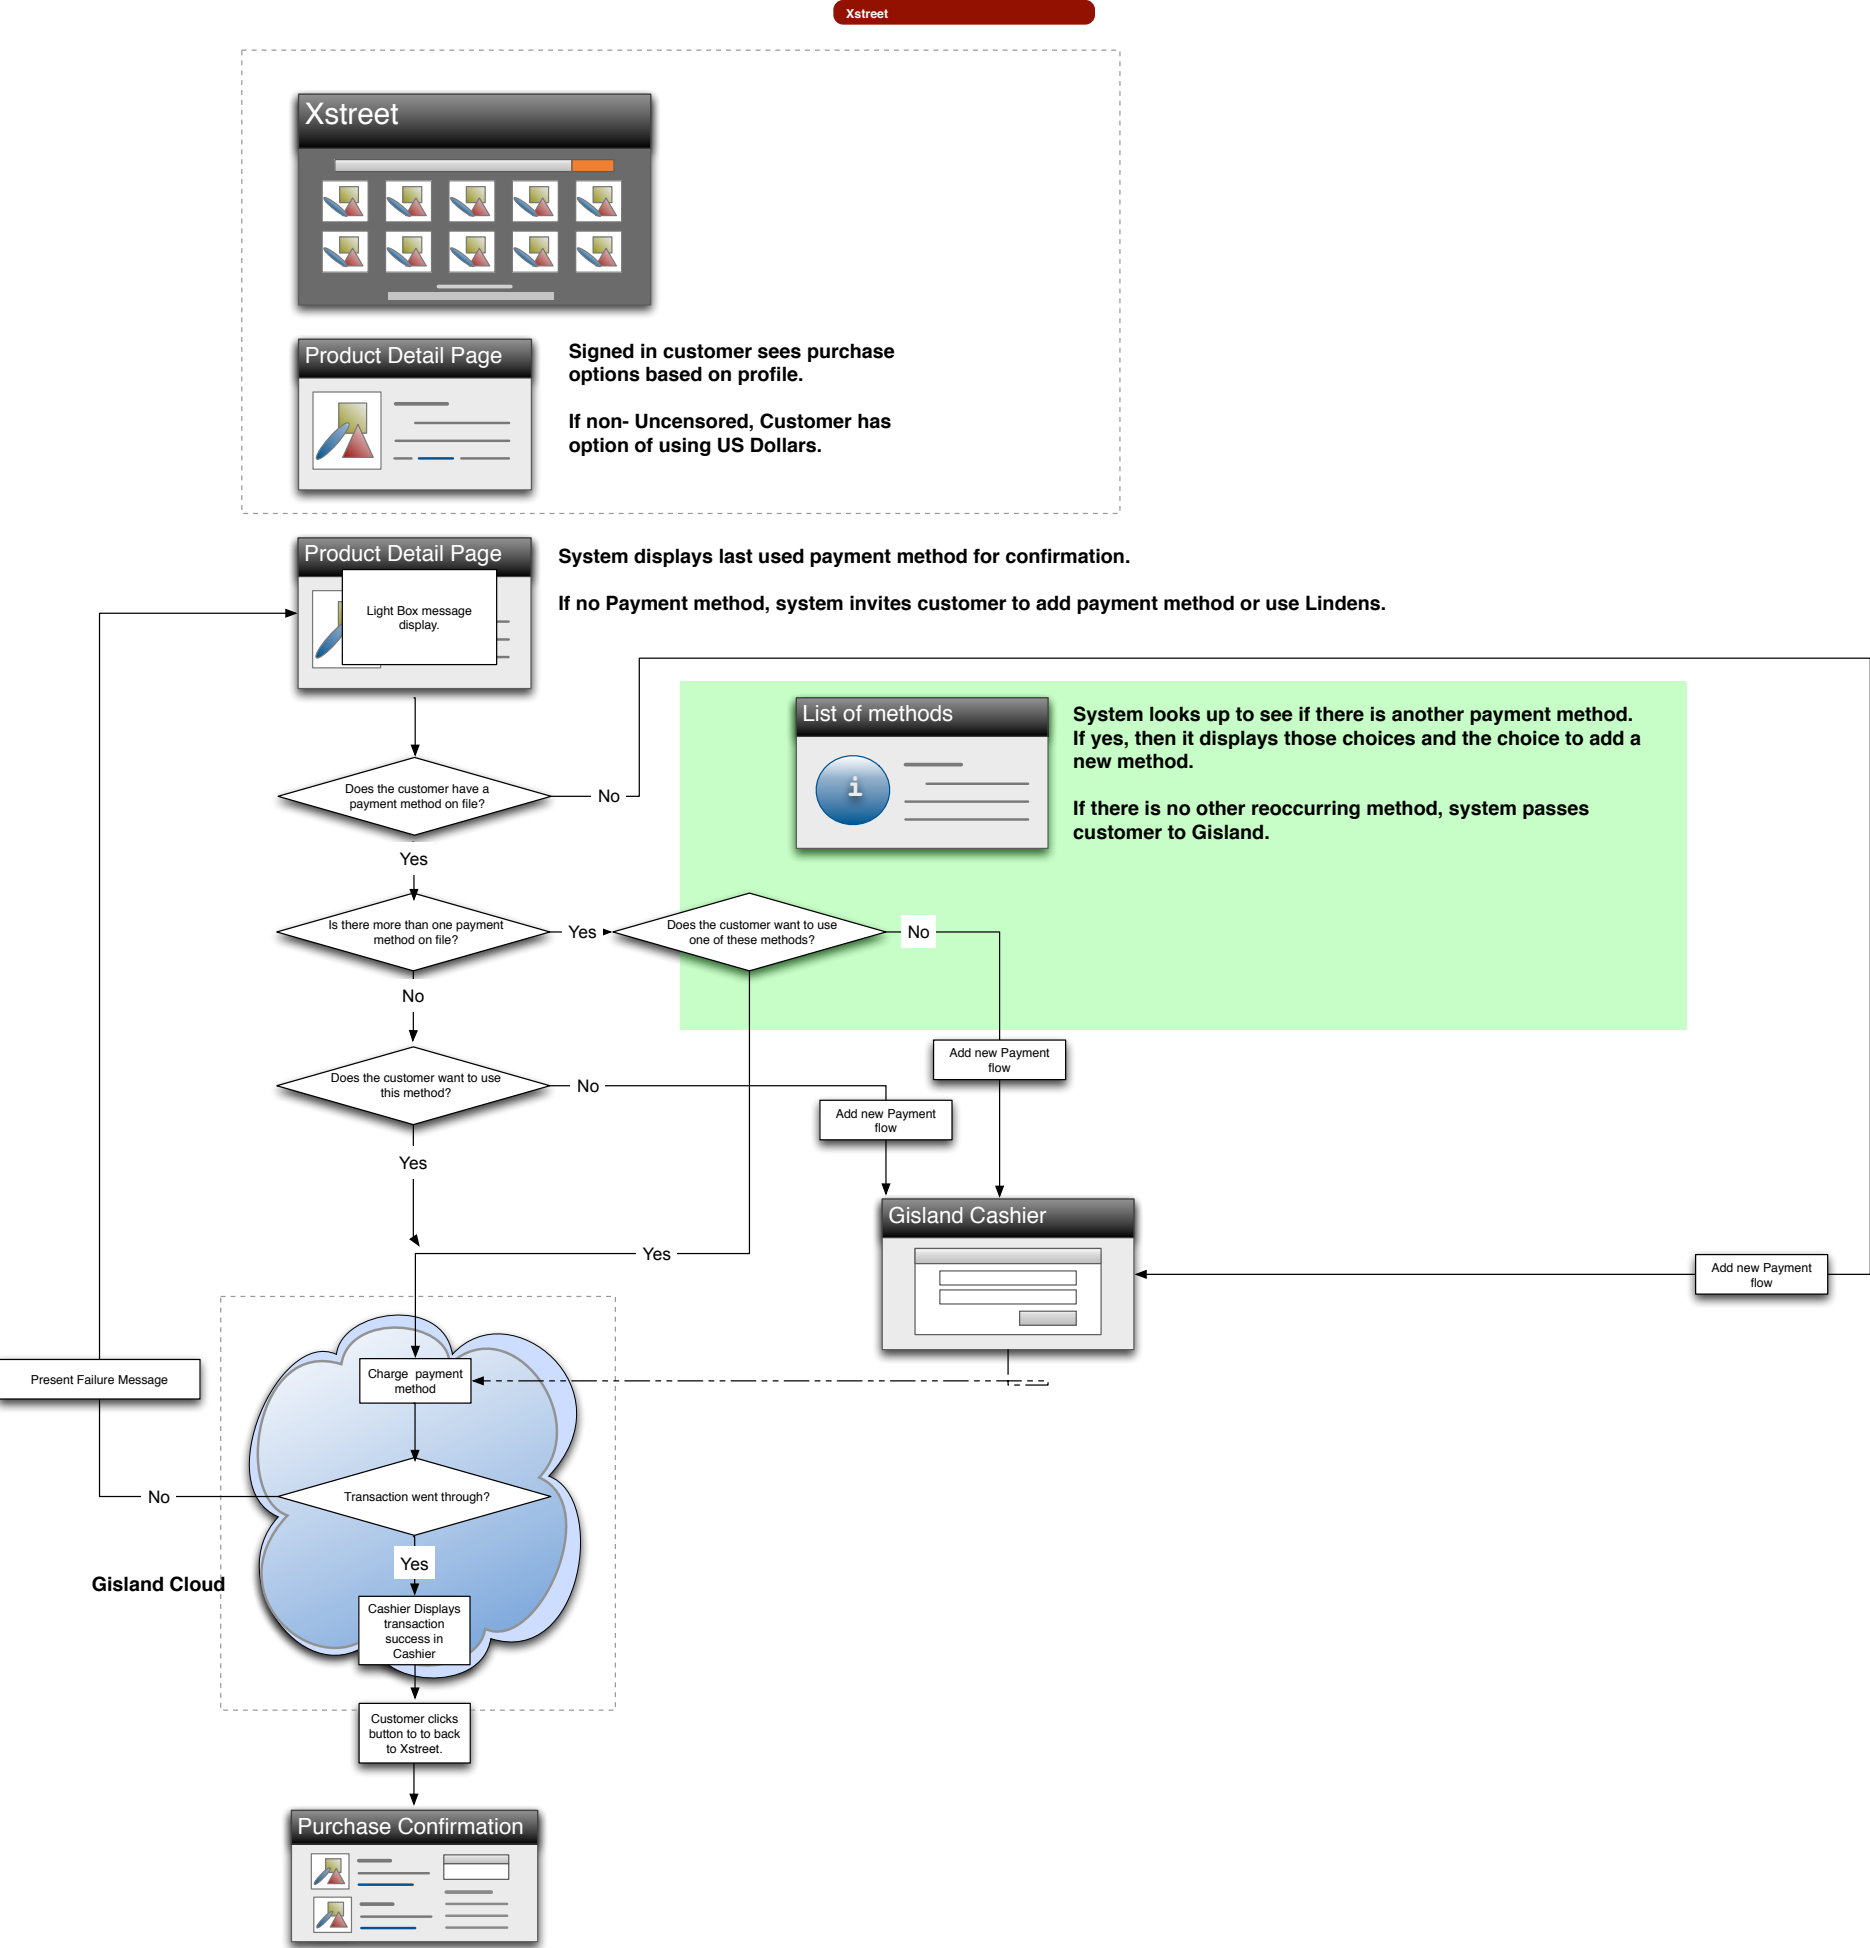 Xstreet
Xstreet
Product Detail Page
Signed in customer sees purchase
options based on profile.
If non- Uncensored, Customer has
option of using US Dollars.
Product Detail Page
Light Box message
display.
System displays last used payment method for confirmation.
If no Payment method, system invites customer to add payment method or use Lindens.
List of methods
i
System looks up to see if there is another payment method.
If yes, then it displays those choices and the choice to add a
new method.
If there is no other reoccurring method, system passes
customer to Gisland.
Does the customer have a
payment method on file?
No
Yes
Is there more than one payment
method on file?
Yes
Does the customer want to use
one of these methods?
No
No
Add new Payment
flow
Does the customer want to use
this method?
No
Add new Payment
flow
Yes
Gisland Cashier
Yes
Add new Payment
flow
Present Failure Message
Charge payment
method
Transaction went through?
No
Yes
Gisland Cloud
Cashier Displays
transaction
success in
Cashier
Customer clicks
button to to back
to Xstreet.
Purchase Confirmation